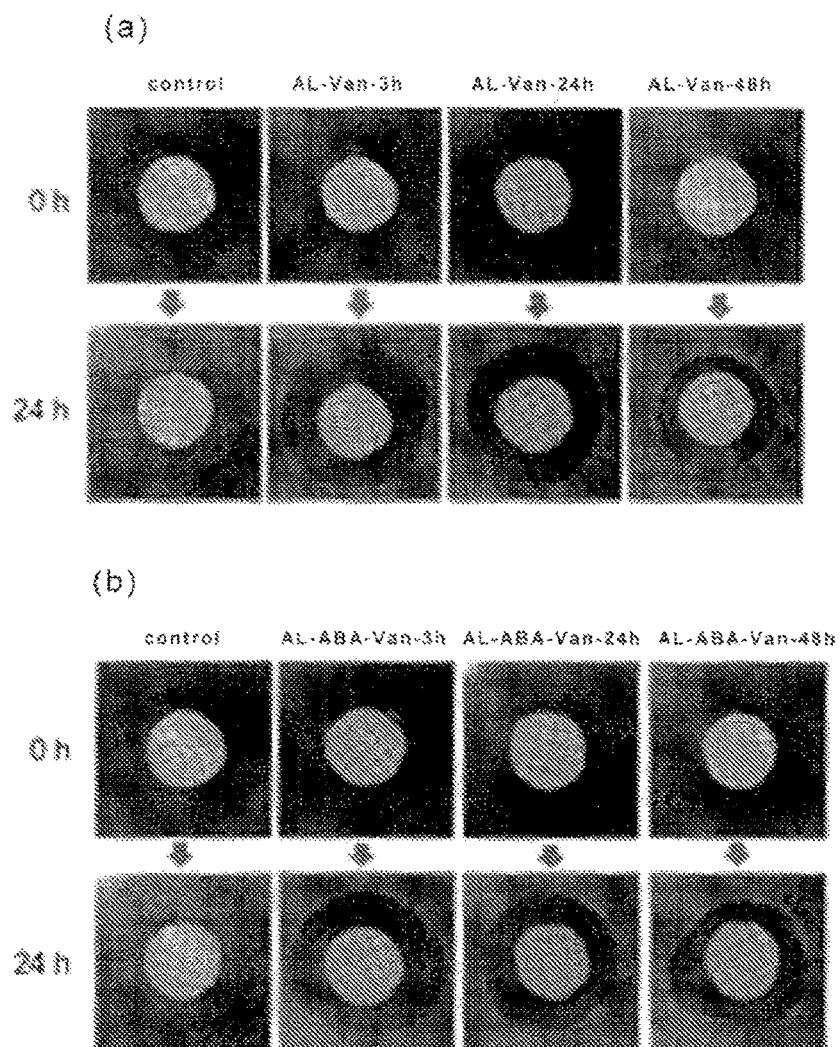 (a)
control AL-Van-3h AL-Van-24h AL-Van-48h
0 h
24 h
(b)
control AL-ABA-Van-3h AL-ABA-Van-24h AL-ABA-Van-48h
0 h
24 h